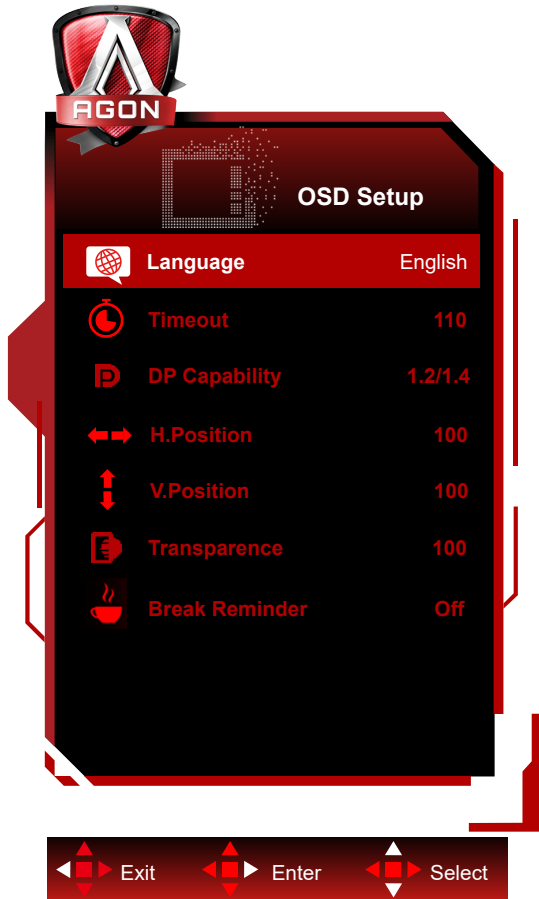 AGON
OSD Setup
Language English
Timeout 110
DP Capability 1.2/1.4
H.Position 100
V.Position 100
Transparence 100
Break Reminder Off
Exit Enter Select